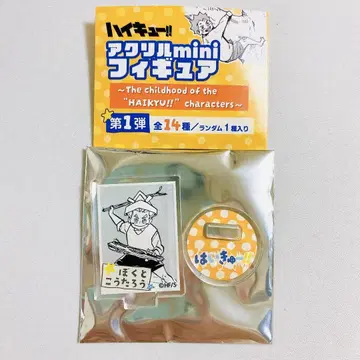 ハイキュー!!
アクリルmini
フィギュア
～The childhood of the
"HAIKYU!!" characters～
第1弾 全14種/ランダム1種入り
ぼくと
こうたろう
©HF/S
はいきゅー!!